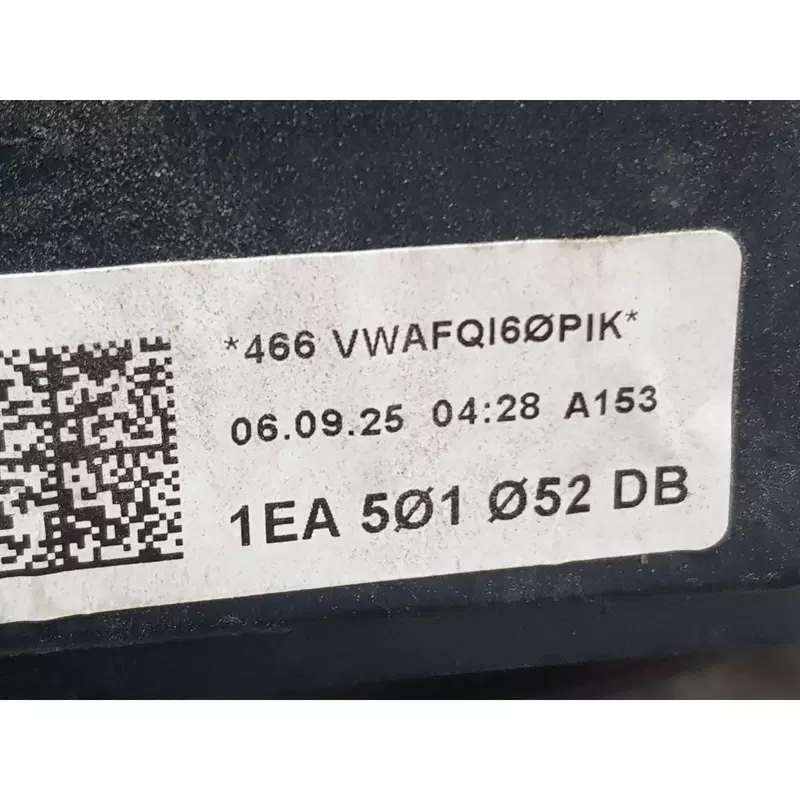 *466 VWAFQI6ØPIK*
06.09.25 04:28 A153
1EA 5Ø1 Ø52 DB